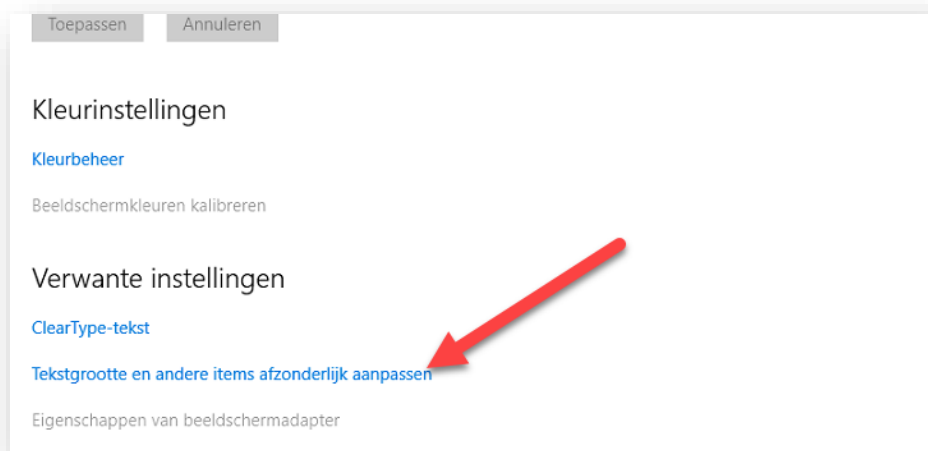 Toepassen Annuleren
Kleurinstellingen
Kleurbeheer
Beeldschermkleuren kalibreren
Verwante instellingen
ClearType-tekst
Tekstgrootte en andere items afzonderlijk aanpassen
Eigenschappen van beeldschermadapter